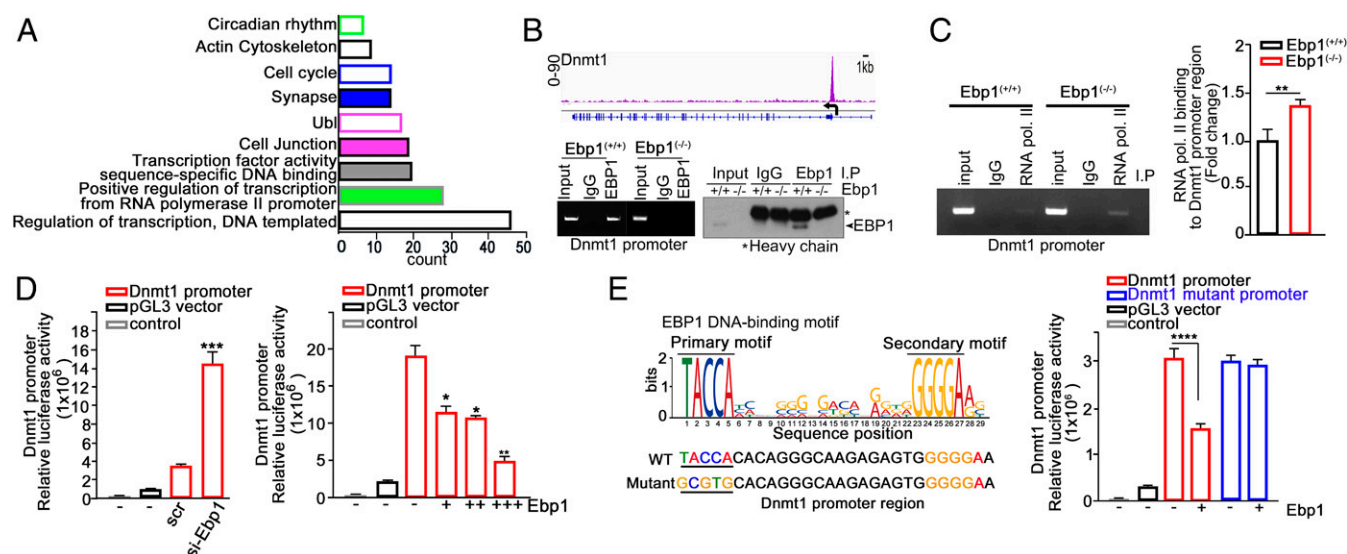 A
Circadian rhythm
Actin Cytoskeleton
Cell cycle
Synapse
Ubl
Cell Junction
Transcription factor activity
sequence-specific DNA binding
Positive regulation of transcription
from RNA polymerase II promoter
Regulation of transcription, DNA templated
0 10 20 30 40 50
count
B
0-90
Dnmt1
1kb
Ebp1(+/+) Ebp1(-/-)
Input IgG EBP1 Input IgG EBP1
Dnmt1 promoter
Input IgG Ebp1 I.P
+/+ -/- +/+ -/- +/+ -/- Ebp1
*
◄EBP1
*Heavy chain
C
Ebp1(+/+) Ebp1(-/-)
input IgG RNA pol. II input IgG RNA pol. II I.P
Dnmt1 promoter
RNA pol. II binding
to Dnmt1 promoter region
(Fold change)
2.0
1.5
1.0
0.5
0
Ebp1(+/+)
Ebp1(-/-)
**
D
Dnmt1 promoter
pGL3 vector
control
Dnmt1 promoter
Relative luciferase activity
(1x10⁶)
16
14
12
10
8
6
4
2
0
***
- - scr si-Ebp1
Dnmt1 promoter
pGL3 vector
control
Dnmt1 promoter
Relative luciferase activity
(1x10⁶)
20
15
10
5
0
* * **
- - - + ++ +++ Ebp1
E
EBP1 DNA-binding motif
Primary motif Secondary motif
bits
2
1
0
TACCA GGGGA
1 2 3 4 5 6 7 8 9 10 11 12 13 14 15 16 17 18 19 20 21 22 23 24 25 26 27 28 29
Sequence position
WT TACCACACAGGGCAAGAGAGTGGGGGAA
Mutant GCGTGCACAGGGCAAGAGAGTGGGGGAA
Dnmt1 promoter region
Dnmt1 promoter
Dnmt1 mutant promoter
pGL3 vector
control
Dnmt1 promoter
Relative luciferase activity
(1x10⁶)
3
2
1
0
****
- - - + - + Ebp1